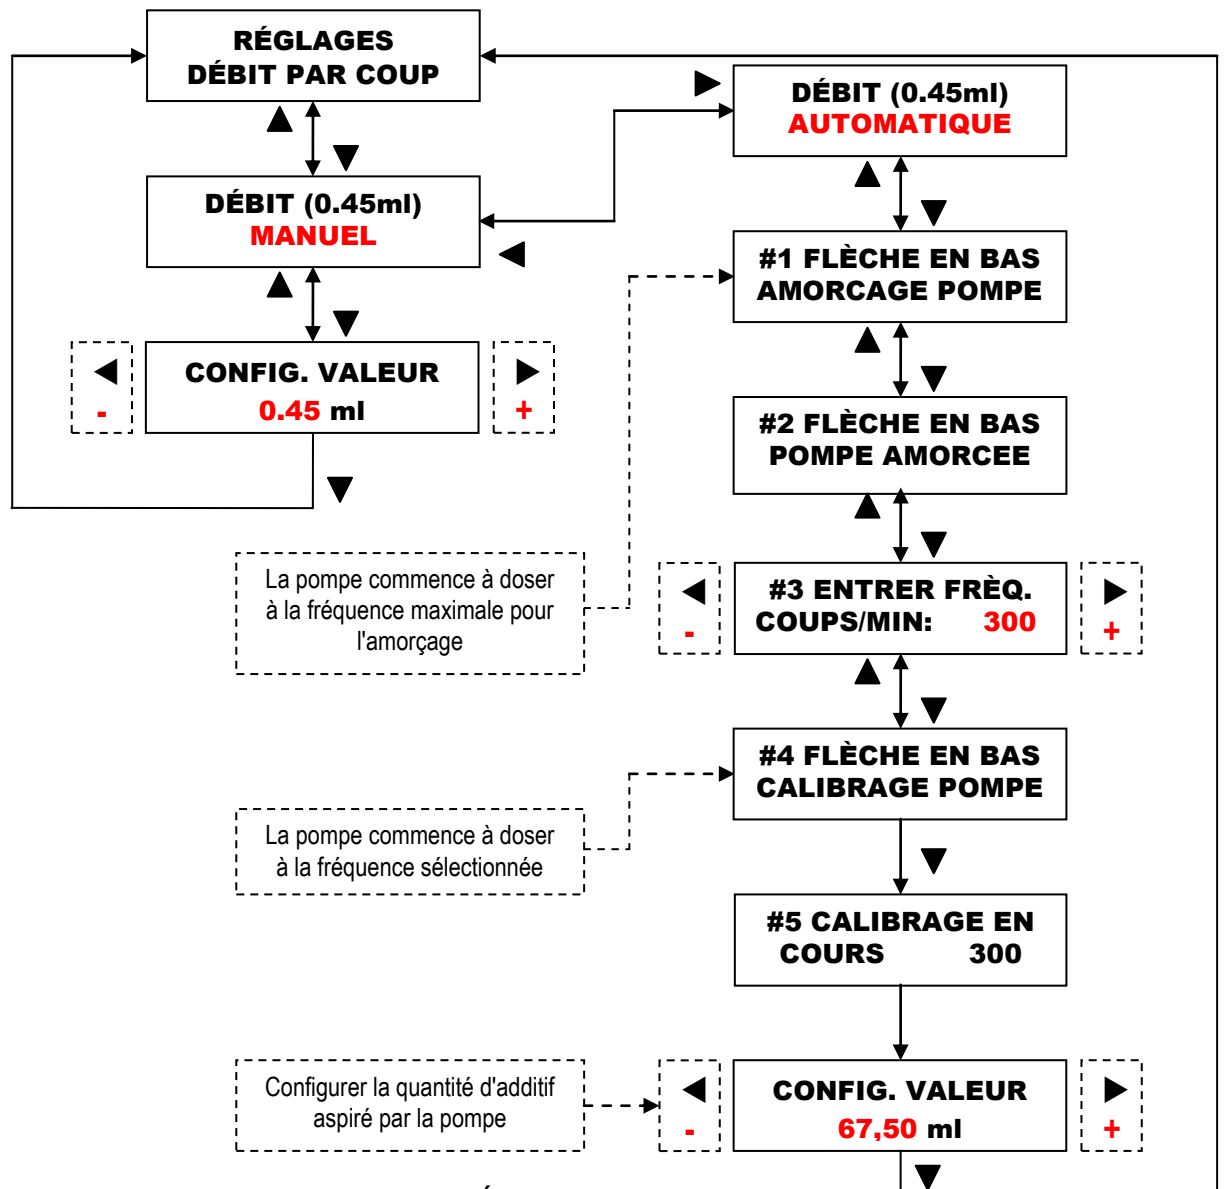 RÉGLAGES
DÉBIT PAR COUP
DÉBIT (0.45ml)
MANUEL
CONFIG. VALEUR
-
0.45 ml
+
DÉBIT (0.45ml)
AUTOMATIQUE
#1 FLÈCHE EN BAS
AMORCAGE POMPE
#2 FLÈCHE EN BAS
POMPE AMORCEE
La pompe commence à doser
à la fréquence maximale pour
l'amorçage
#3 ENTRER FRÈQ.
-
COUPS/MIN: 300
+
#4 FLÈCHE EN BAS
CALIBRAGE POMPE
La pompe commence à doser
à la fréquence sélectionnée
#5 CALIBRAGE EN
COURS 300
Configurer la quantité d'additif
aspiré par la pompe
CONFIG. VALEUR
-
67,50 ml
+